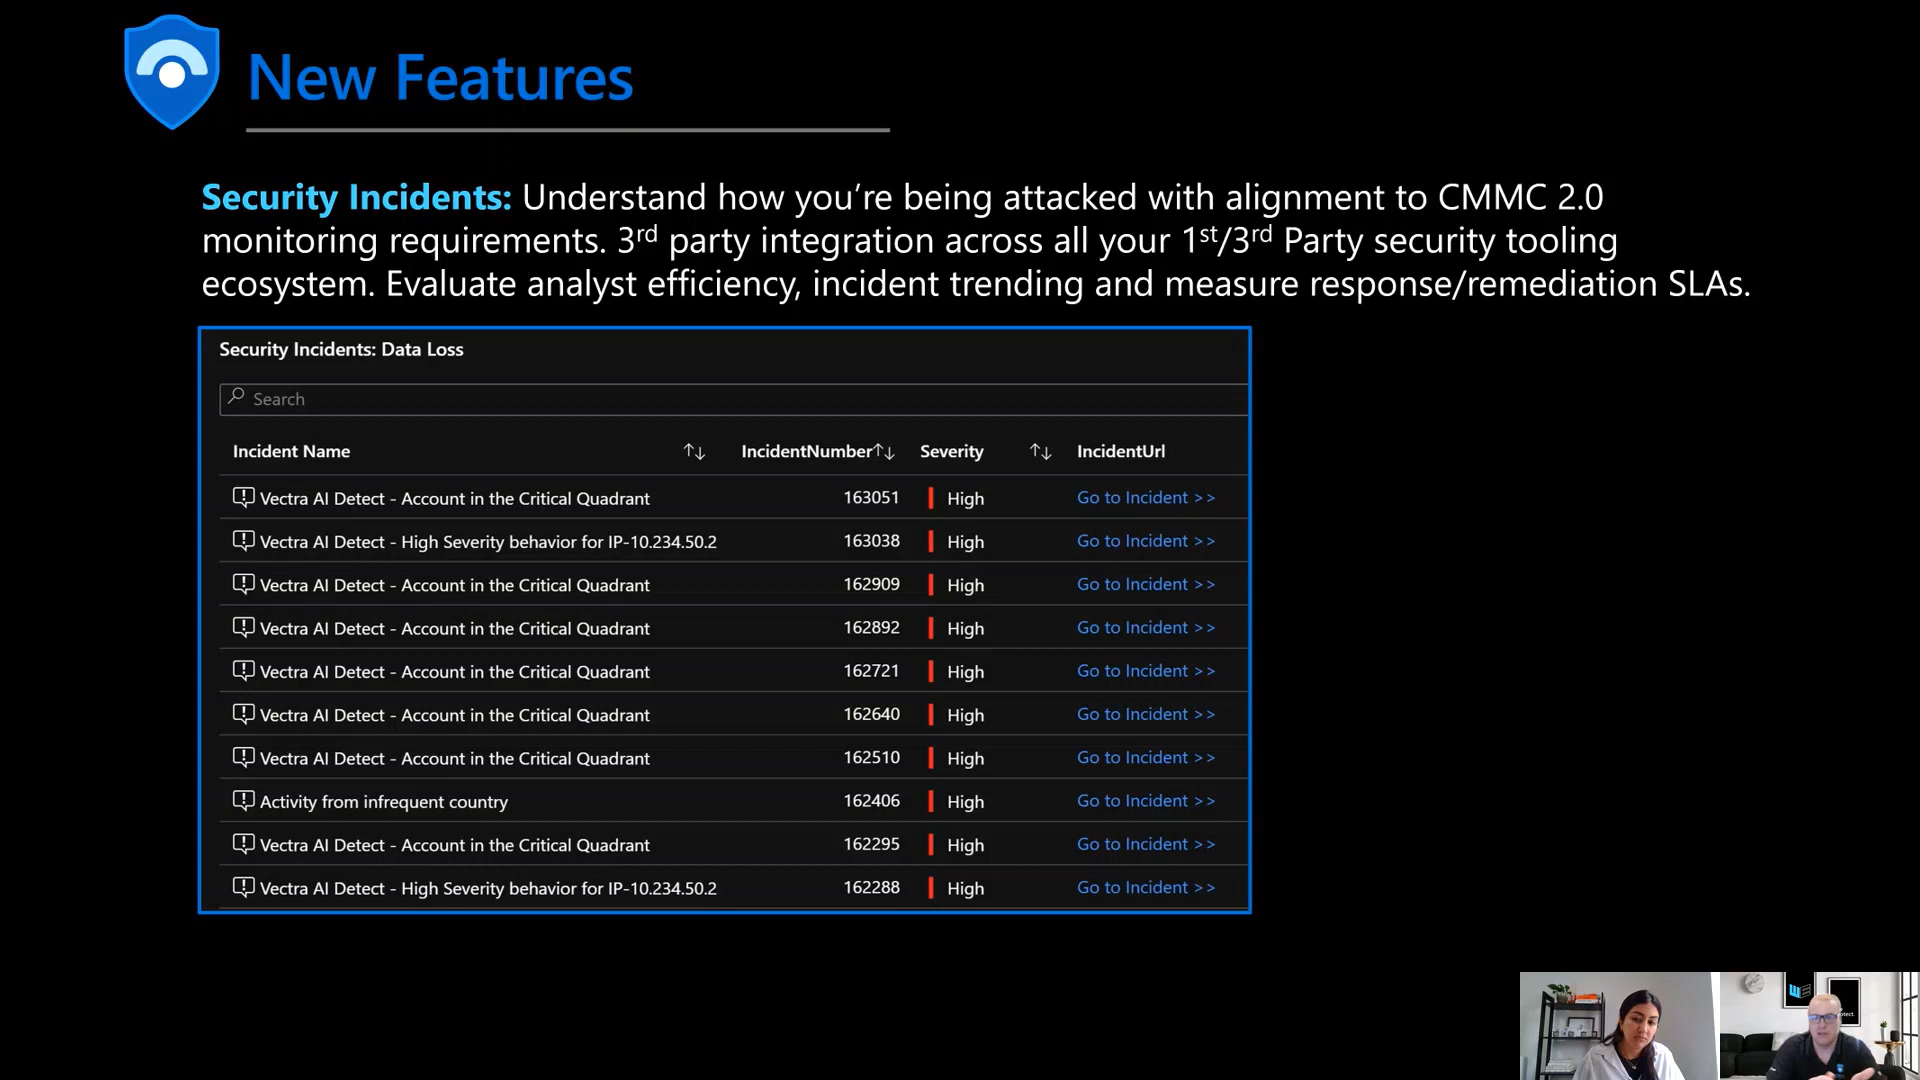 New Features
Security Incidents: Understand how you’re being attacked with alignment to CMMC 2.0
monitoring requirements. 3rd party integration across all your 1st/3rd Party security tooling
ecosystem. Evaluate analyst efficiency, incident trending and measure response/remediation SLAs.
Security Incidents: Data Loss
Search
Incident Name IncidentNumber Severity IncidentUrl
Vectra AI Detect - Account in the Critical Quadrant 163051 High Go to Incident >>
Vectra AI Detect - High Severity behavior for IP-10.234.50.2 163038 High Go to Incident >>
Vectra AI Detect - Account in the Critical Quadrant 162909 High Go to Incident >>
Vectra AI Detect - Account in the Critical Quadrant 162892 High Go to Incident >>
Vectra AI Detect - Account in the Critical Quadrant 162721 High Go to Incident >>
Vectra AI Detect - Account in the Critical Quadrant 162640 High Go to Incident >>
Vectra AI Detect - Account in the Critical Quadrant 162510 High Go to Incident >>
Activity from infrequent country 162406 High Go to Incident >>
Vectra AI Detect - Account in the Critical Quadrant 162295 High Go to Incident >>
Vectra AI Detect - High Severity behavior for IP-10.234.50.2 162288 High Go to Incident >>